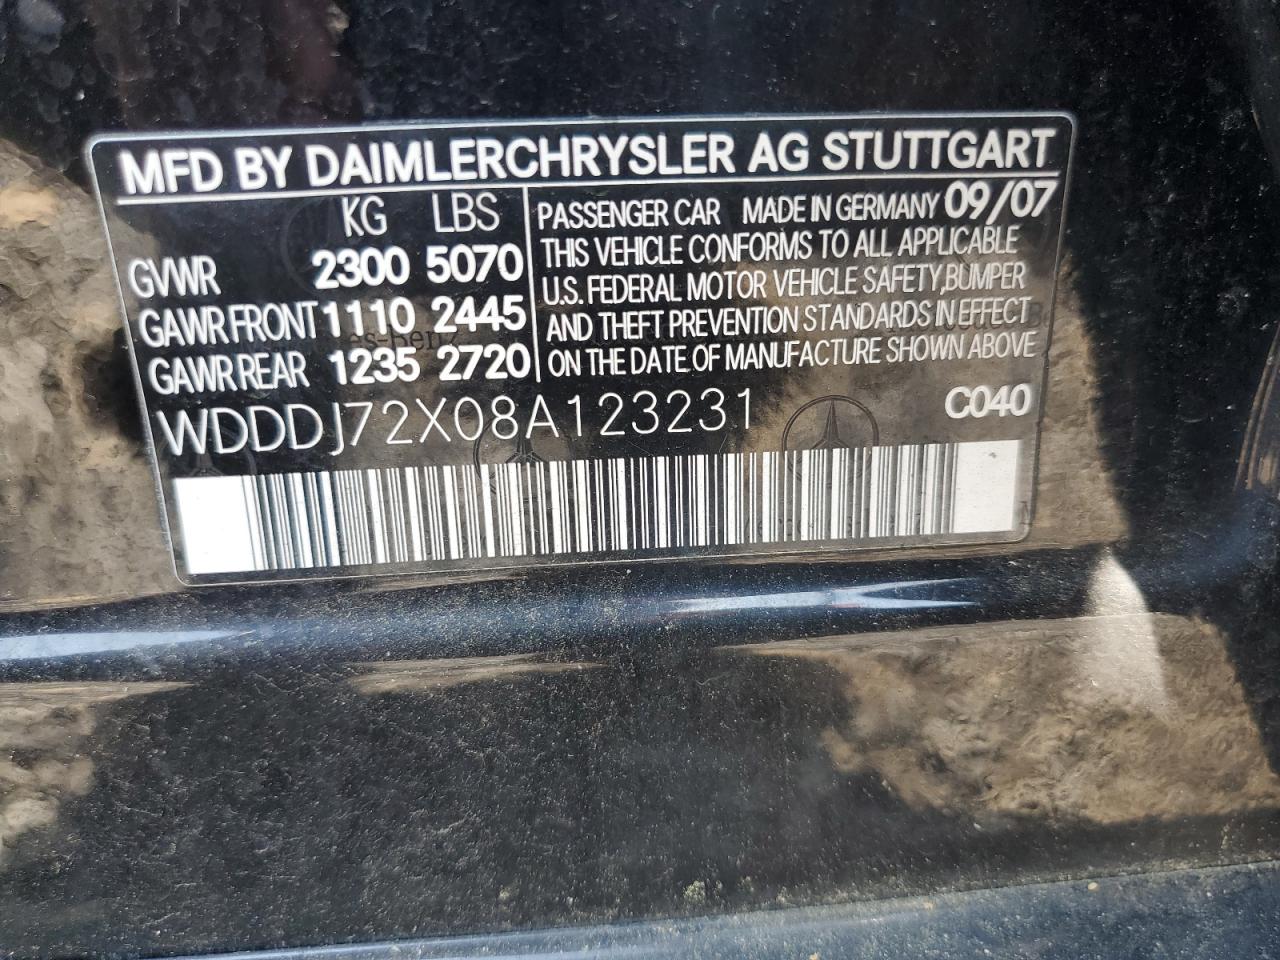 MFD BY DAIMLERCHRYSLER AG STUTTGART
KG LBS
GVWR 2300 5070
GAWR FRONT 1110 2445
GAWR REAR 1235 2720
PASSENGER CAR MADE IN GERMANY 09/07
THIS VEHICLE CONFORMS TO ALL APPLICABLE
U.S. FEDERAL MOTOR VEHICLE SAFETY,BUMPER
AND THEFT PREVENTION STANDARDS IN EFFECT
ON THE DATE OF MANUFACTURE SHOWN ABOVE
WDDDJ72X08A123231
C040